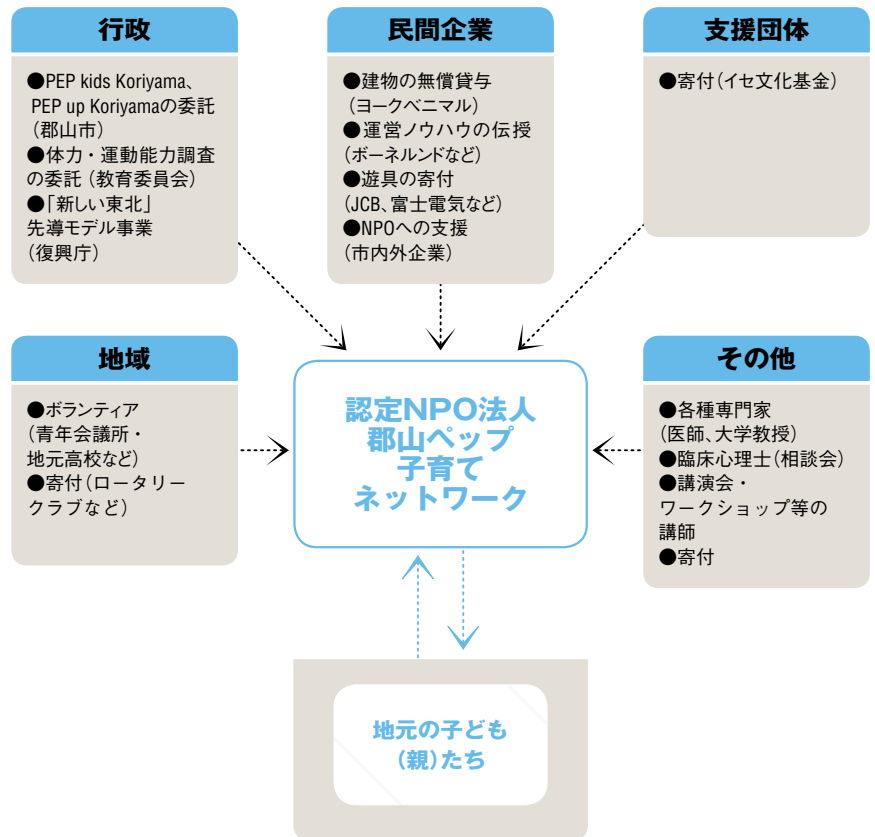 行政
●PEP kids Koriyama、
PEP up Koriyamaの委託
(郡山市)
●体力・運動能力調査
の委託(教育委員会)
●「新しい東北」
先導モデル事業
(復興庁)
民間企業
●建物の無償貸与
(ヨークベニマル)
●運営ノウハウの伝授
(ボーネルンドなど)
●遊具の寄付
(JCB、富士電気など)
●NPOへの支援
(市内外企業)
支援団体
●寄付(イセ文化基金)
地域
●ボランティア
(青年会議所・
地元高校など)
●寄付(ロータリー
クラブなど)
認定NPO法人
郡山ペップ
子育て
ネットワーク
その他
●各種専門家
(医師、大学教授)
●臨床心理士(相談会)
●講演会・
ワークショップ等の
講師
●寄付
地元の子ども
(親)たち